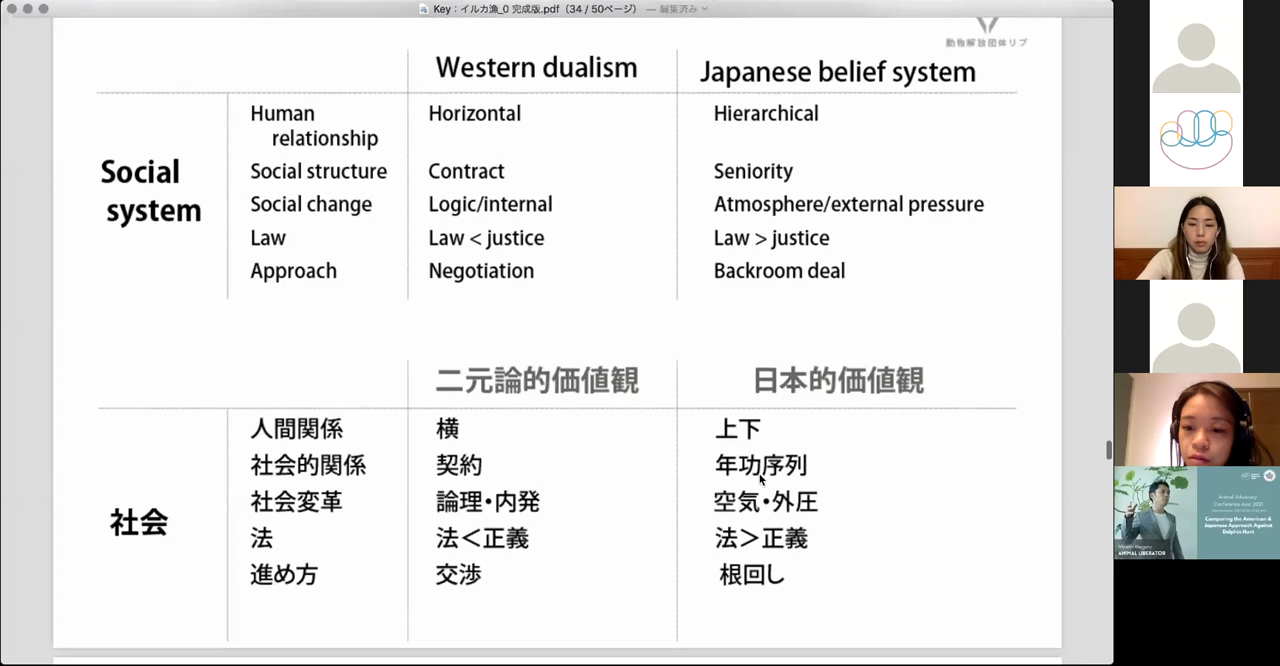 Key：イルカ漁_0 完成版.pdf（34 / 50ページ） — 編集済み
動物解放団体リブ
Western dualism
Japanese belief system
Social system
Human relationship
Horizontal
Hierarchical
Social structure
Contract
Seniority
Social change
Logic/internal
Atmosphere/external pressure
Law
Law < justice
Law > justice
Approach
Negotiation
Backroom deal
二元論的価値観
日本的価値観
社会
人間関係
横
上下
社会的関係
契約
年功序列
社会変革
論理・内発
空気・外圧
法
法＜正義
法＞正義
進め方
交渉
根回し
Animal Advocacy
Conference Asia 2021
Comparing the American &
Japanese Approach Against
Dolphin Hunt
ANIMAL LIBERATOR